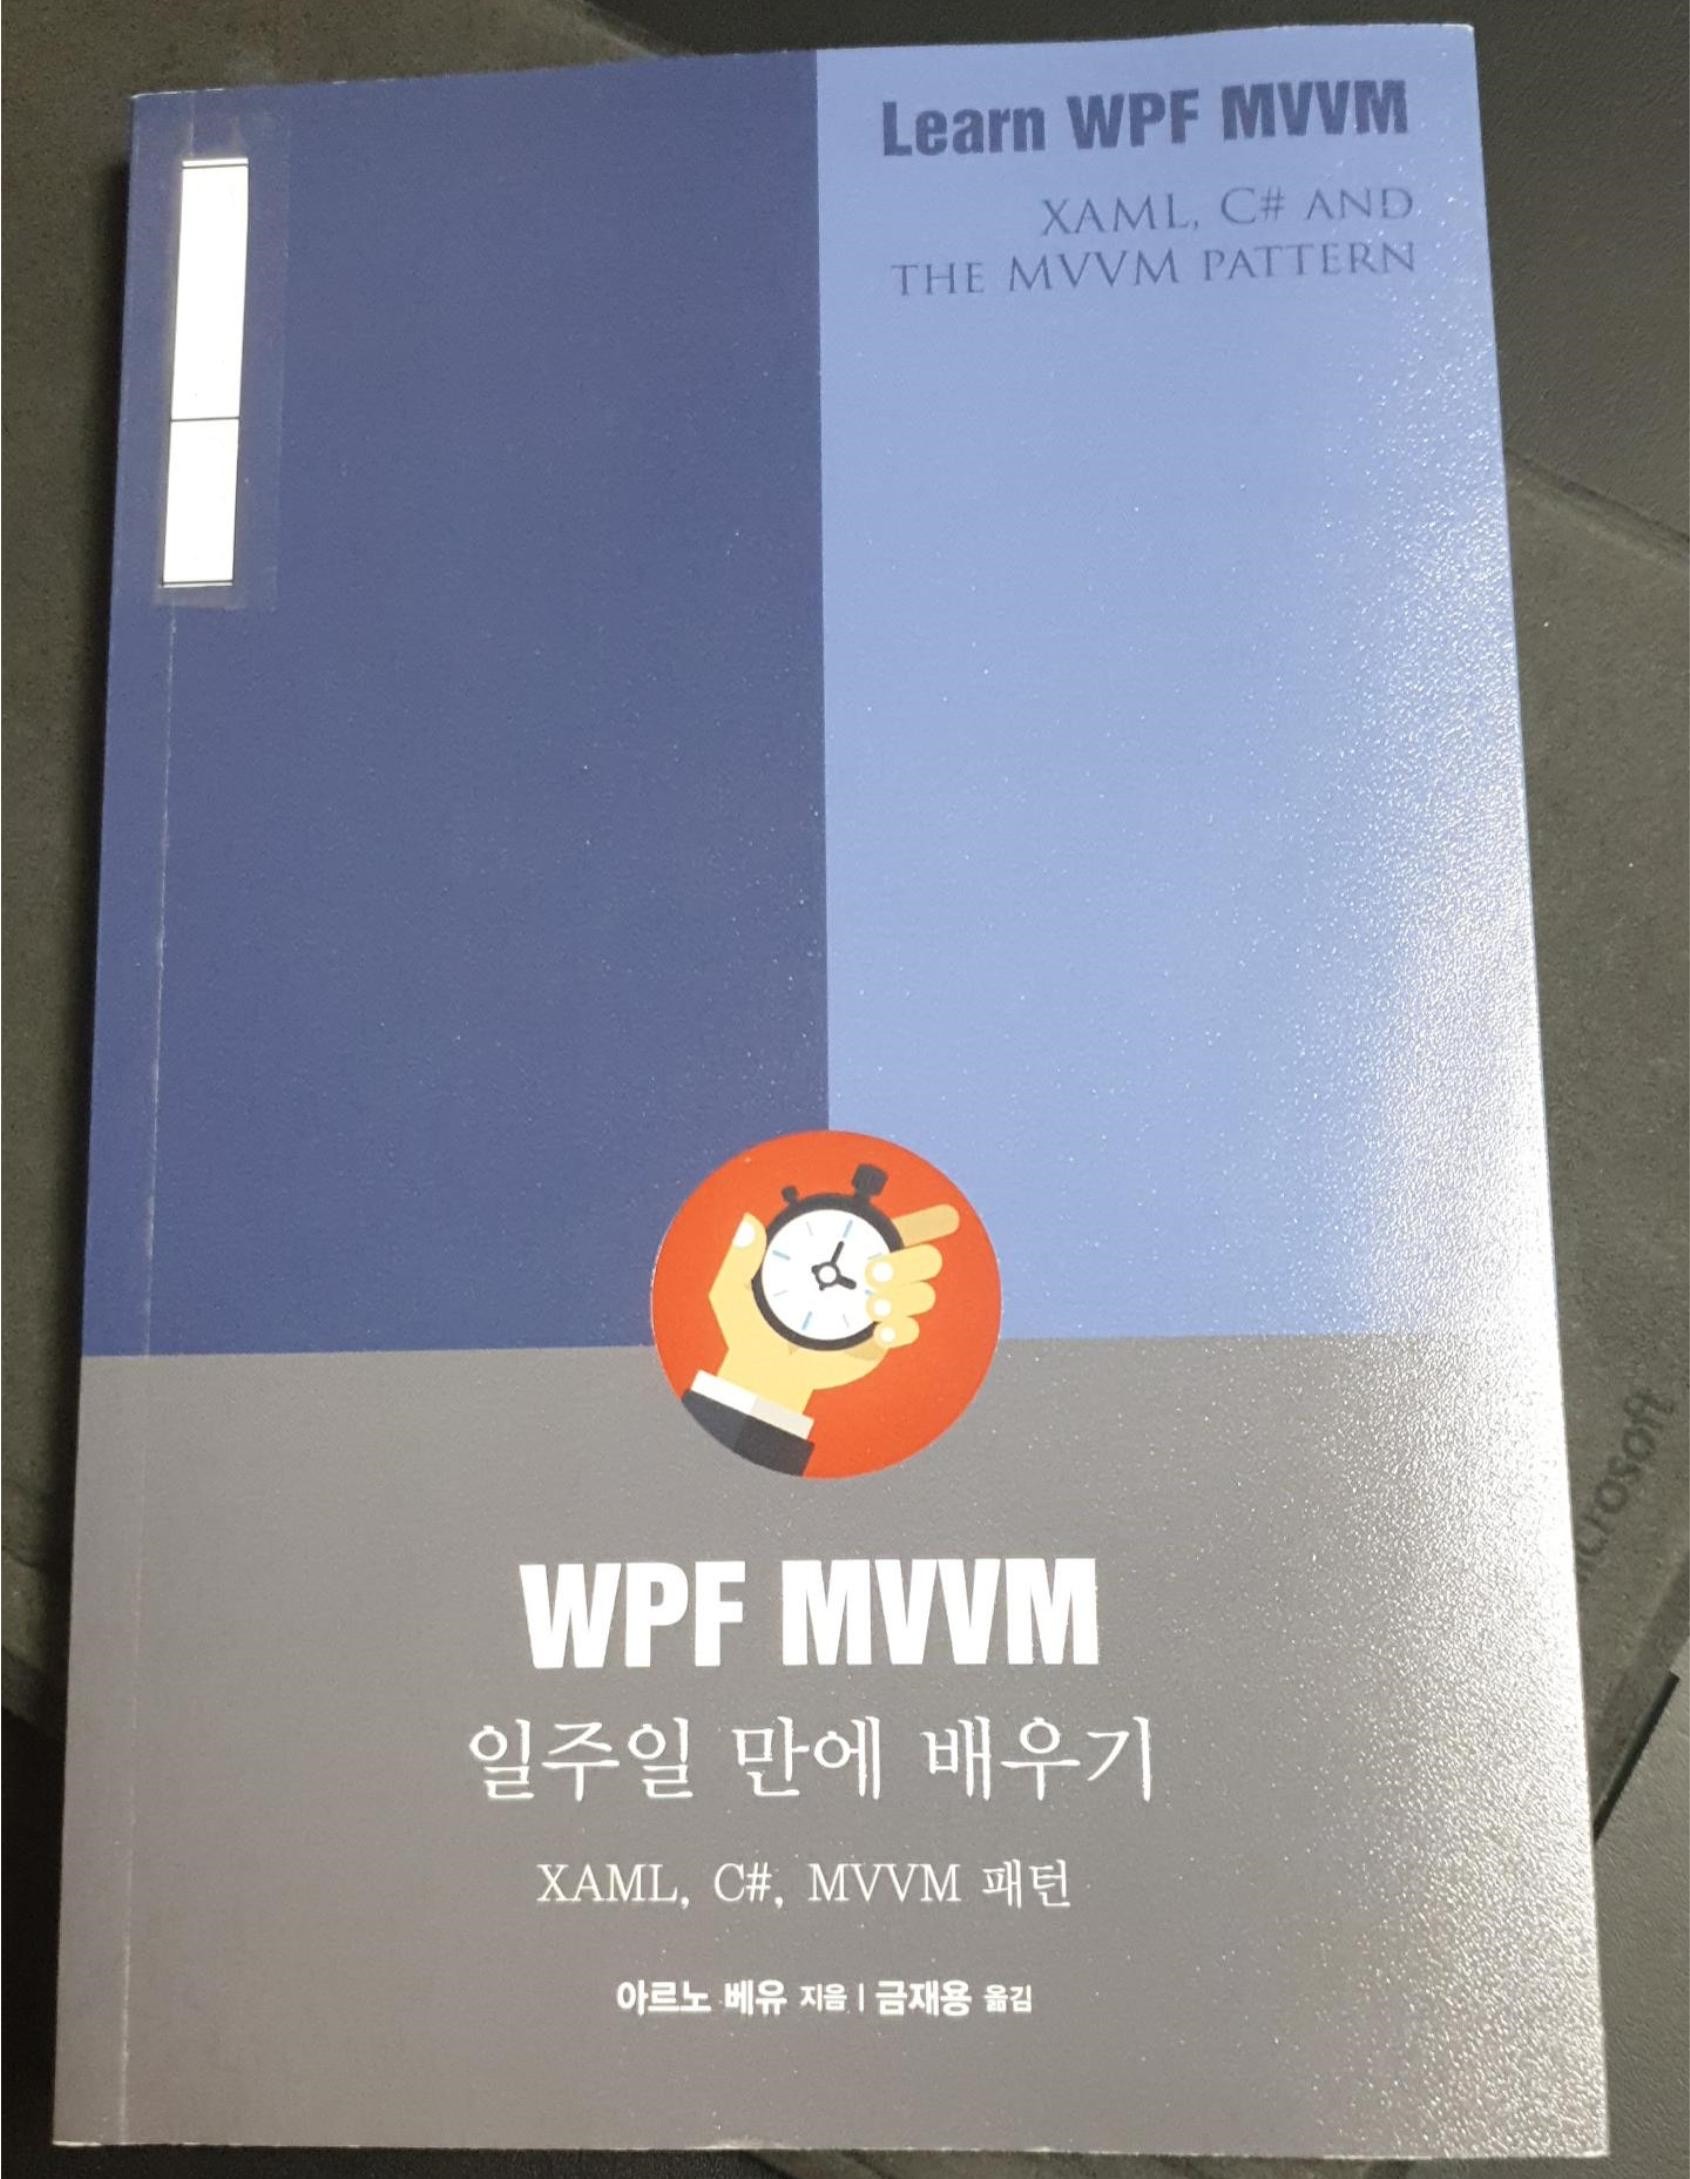 Learn WPF MVVM
XAML, C# AND
THE MVVM PATTERN
WPF MVVM
일주일 만에 배우기
XAML, C#, MVVM 패턴
아르노 베유 지음 | 금재용 옮김